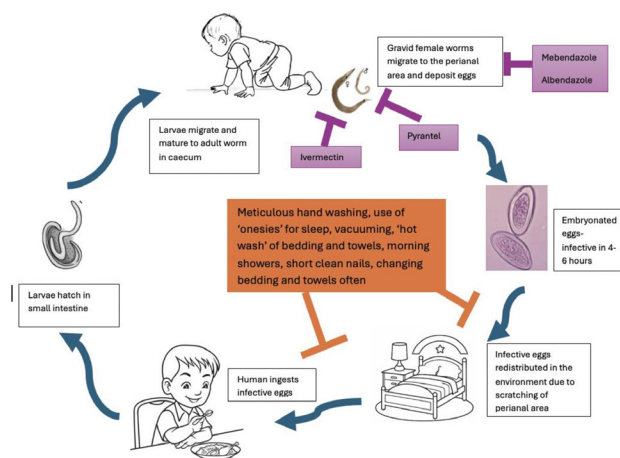 Gravid female worms
migrate to the perianal
area and deposit eggs
Mebendazole
Albendazole
Larvae migrate and
mature to adult worm
in caecum
Ivermectin
Pyrantel
Meticulous hand washing, use of
‘onesies’ for sleep, vacuuming, ‘hot
wash’ of bedding and towels, morning
showers, short clean nails, changing
bedding and towels often
Embryonated
eggs-
infective in 4-
6 hours
Larvae hatch in
small intestine
Human ingests
infective eggs
Infective eggs
redistributed in the
environment due to
scratching of
perianal area